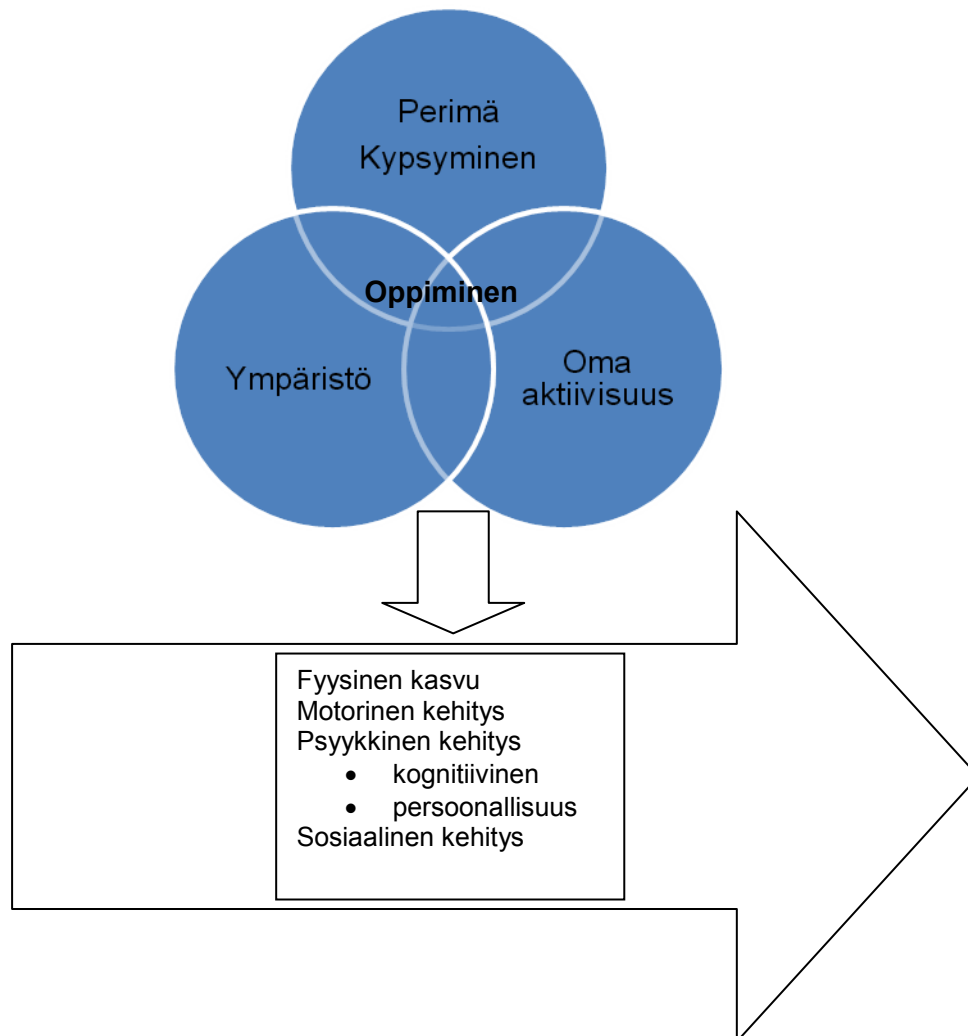 Perimä
Kypsyminen
Oppiminen
Ympäristö
Oma
aktiivisuus
Fyysinen kasvu
Motorinen kehitys
Psyykkinen kehitys
• kognitiivinen
• persoonallisuus
Sosiaalinen kehitys